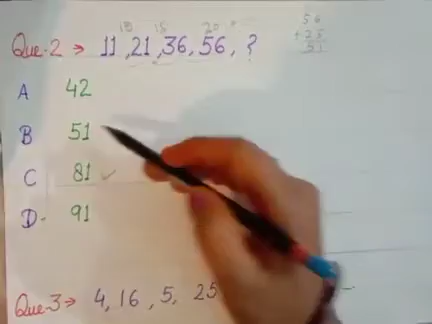 10 15 20
Que.2 → 11, 21, 36, 56, ?
A 42
B 51
C 81 ✓
D. 91
56
+25
81
Que.3 → 4, 16, 5, 25